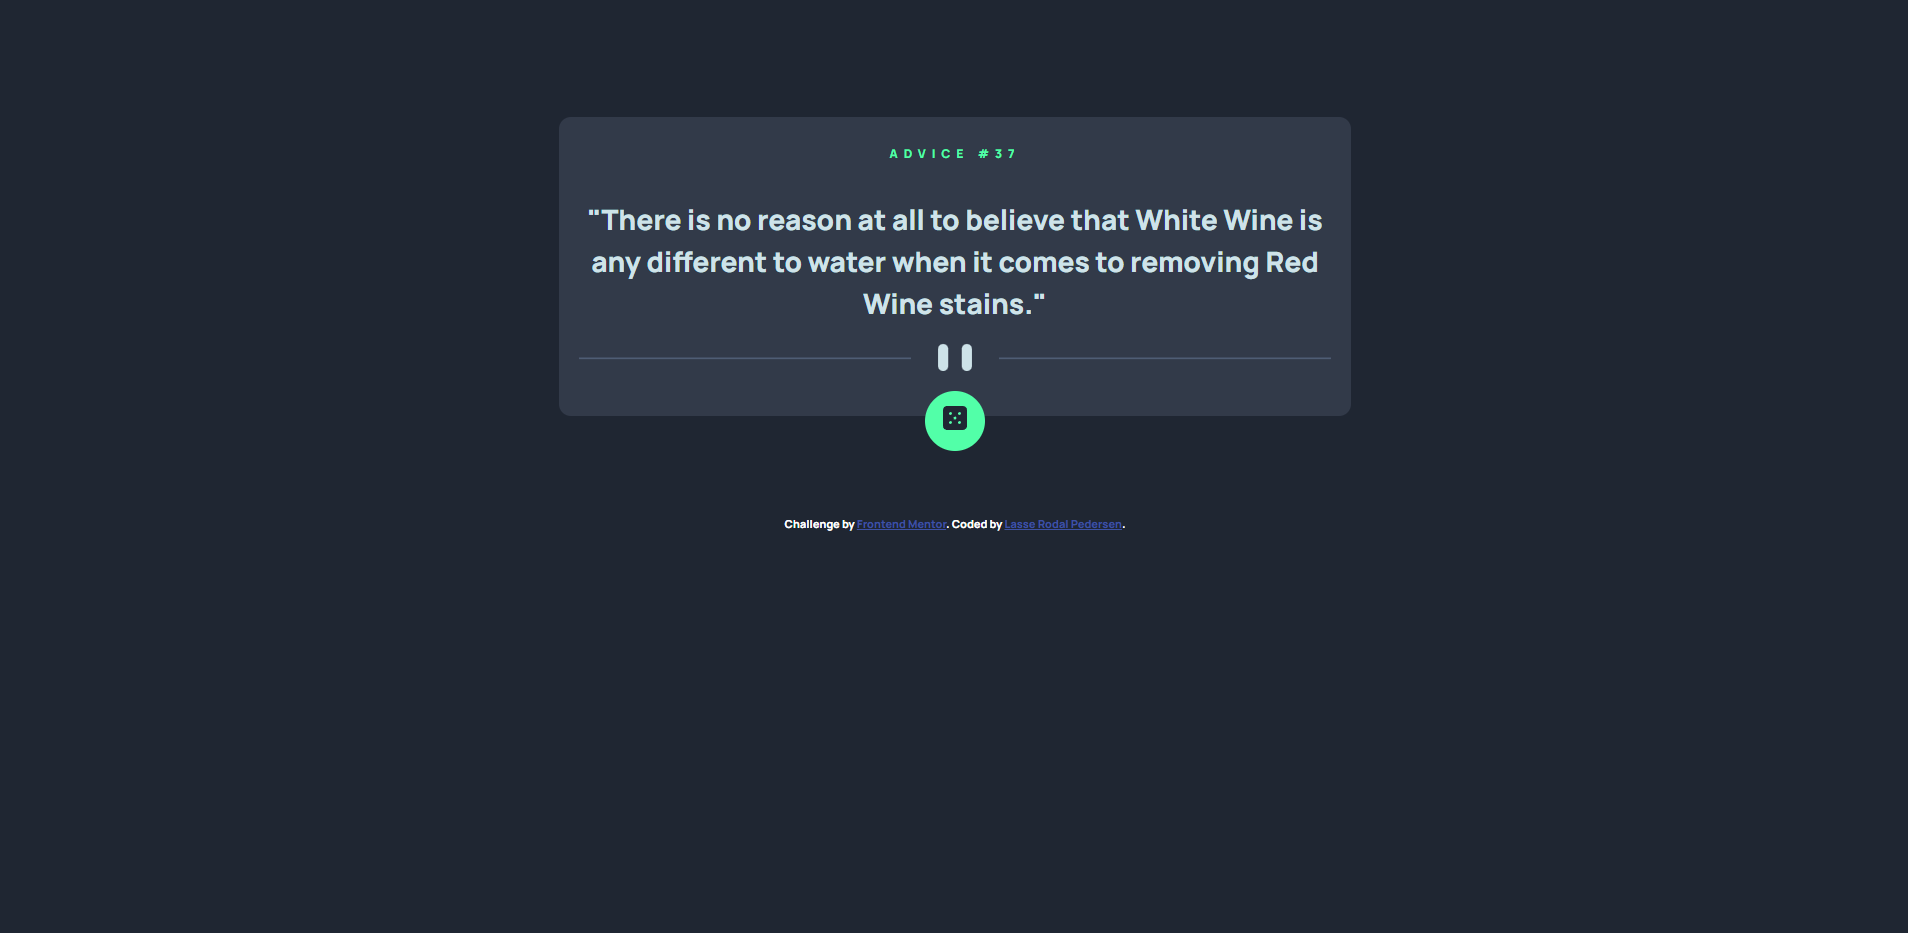 ADVICE #37
"There is no reason at all to believe that White Wine is
any different to water when it comes to removing Red
Wine stains."
Challenge by Frontend Mentor. Coded by Lasse Rodal Pedersen.